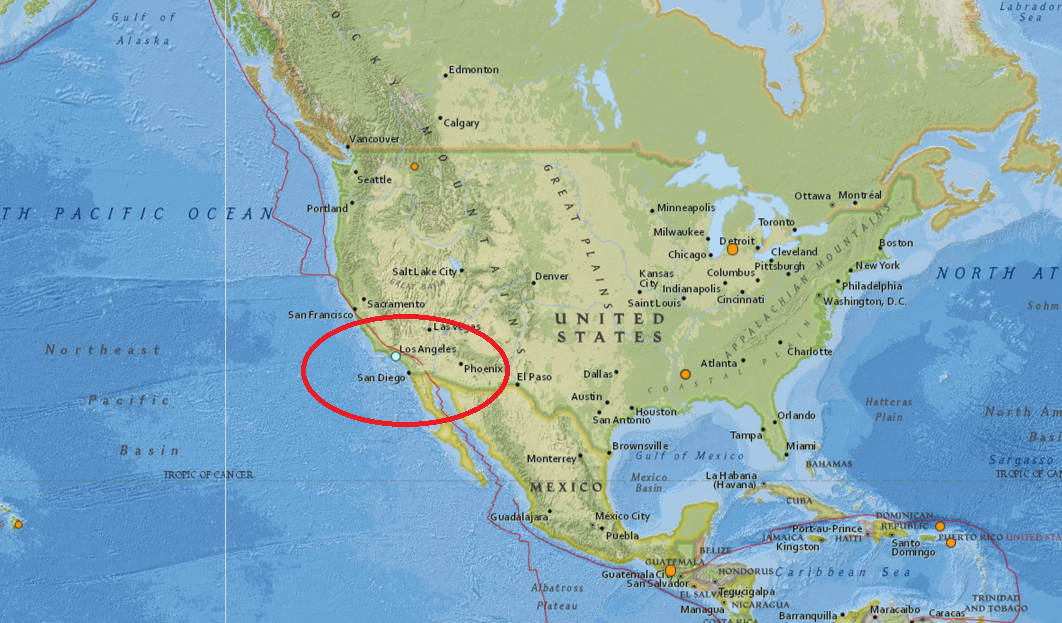 Gulf of
Alaska
Labrador
Sea
ROCKY MOUNTAINS
Edmonton
Calgary
Vancouver
Seattle
Portland
TH PACIFIC OCEAN
GREAT PLAINS
Minneapolis
Ottawa
Montréal
Toronto
Milwaukee
Detroit
Boston
Chicago
Cleveland
Pittsburgh
New York
Salt Lake City
GREAT BASIN
Denver
Kansas
City
Columbus
Indianapolis
Philadelphia
NORTH AT
Saint Louis
Cincinnati
Washington, D.C.
Sacramento
San Francisco
UNITED
STATES
APPALACHIAN MOUNTAINS
Sohm
Las Vegas
Northeast
Pacific
Basin
Los Angeles
San Diego
Phoenix
El Paso
Dallas
Atlanta
Charlotte
COASTAL PLAIN
Austin
Houston
San Antonio
Hatteras
Plain
North Am
Basi
Sargasso
Orlando
Tampa
Miami
Brownsville
Gulf of Mexico
Monterrey
BAHAMAS
TROPIC OF CANCER
TROPIC OF CAN
MEXICO
Mexico
Basin
La Habana
(Havana)
CUBA
Guadalajara
Mexico City
Puebla
Port-au-Prince
DOMINICAN
REPUBLIC
JAMAICA
HAITI
PUERTO RICO
UNITED STA
Kingston
Santo
Domingo
BELIZE
GUATEMALA
Guatemala City
HONDORUS
Caribbean Sea
San Salvador
EL SALV
Tegucigalpa
Albatross
Plateau
Managua
NICARAGUA
COSTA RICA
Barranquilla
Maracaibo
Caracas
TRINIDAD
AND TOBAGO